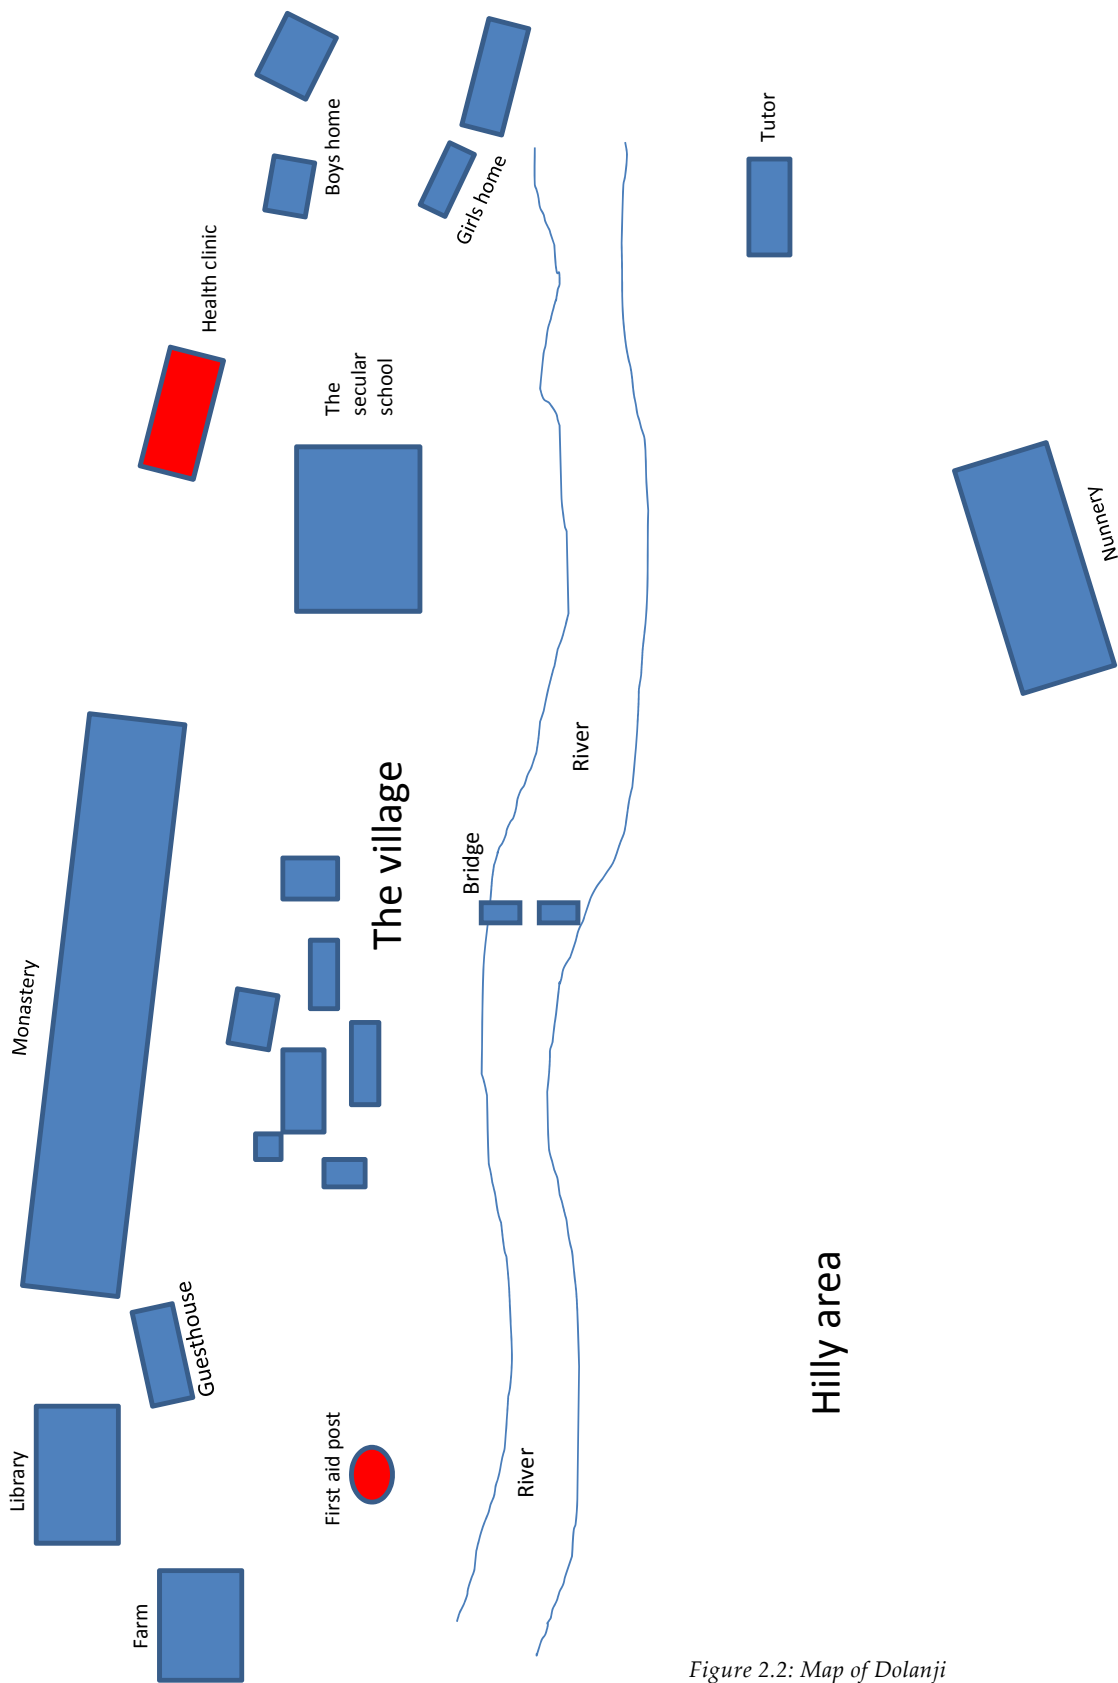 Monastery
Library
Guesthouse
Farm
First aid post
The village
Health clinic
The
secular
school
Boys home
Girls home
Bridge
River
River
Tutor
Nunnery
Hilly area
Figure 2.2: Map of Dolanji